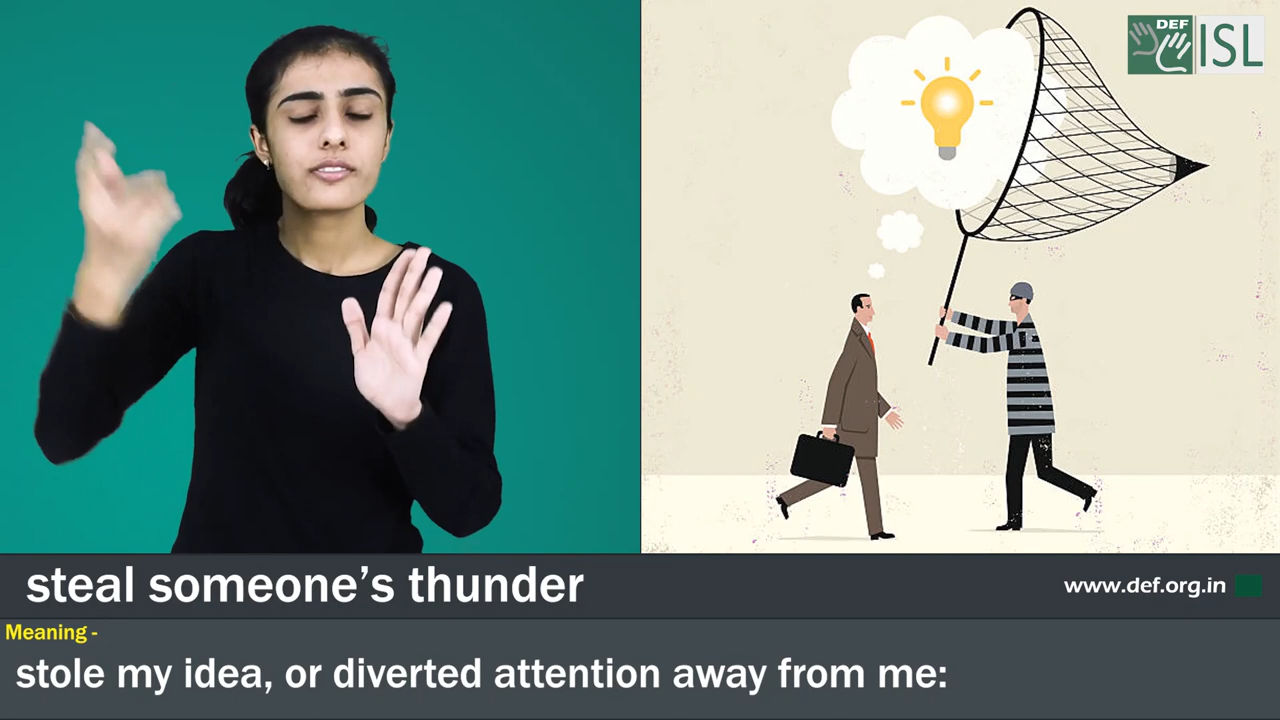 DEF
ISL
steal someone’s thunder
www.def.org.in
Meaning -
stole my idea, or diverted attention away from me: